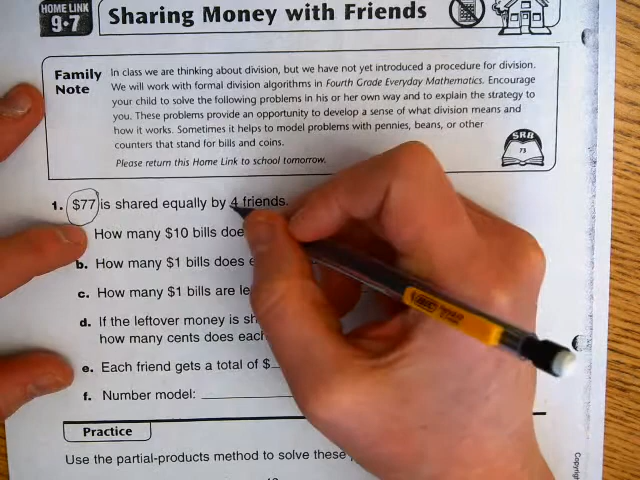 HOME LINK
9·7
Sharing Money with Friends
Family
Note
In class we are thinking about division, but we have not yet introduced a procedure for division.
We will work with formal division algorithms in Fourth Grade Everyday Mathematics. Encourage
your child to solve the following problems in his or her own way and to explain the strategy to
you. These problems provide an opportunity to develop a sense of what division means and
how it works. Sometimes it helps to model problems with pennies, beans, or other
counters that stand for bills and coins.
Please return this Home Link to school tomorrow.
SRB
73
1. $77 is shared equally by 4 friends.
How many $10 bills doe
b. How many $1 bills does e
c. How many $1 bills are le
d. If the leftover money is sh
how many cents does each
e. Each friend gets a total of $
f. Number model:
Practice
Use the partial-products method to solve these
BIC